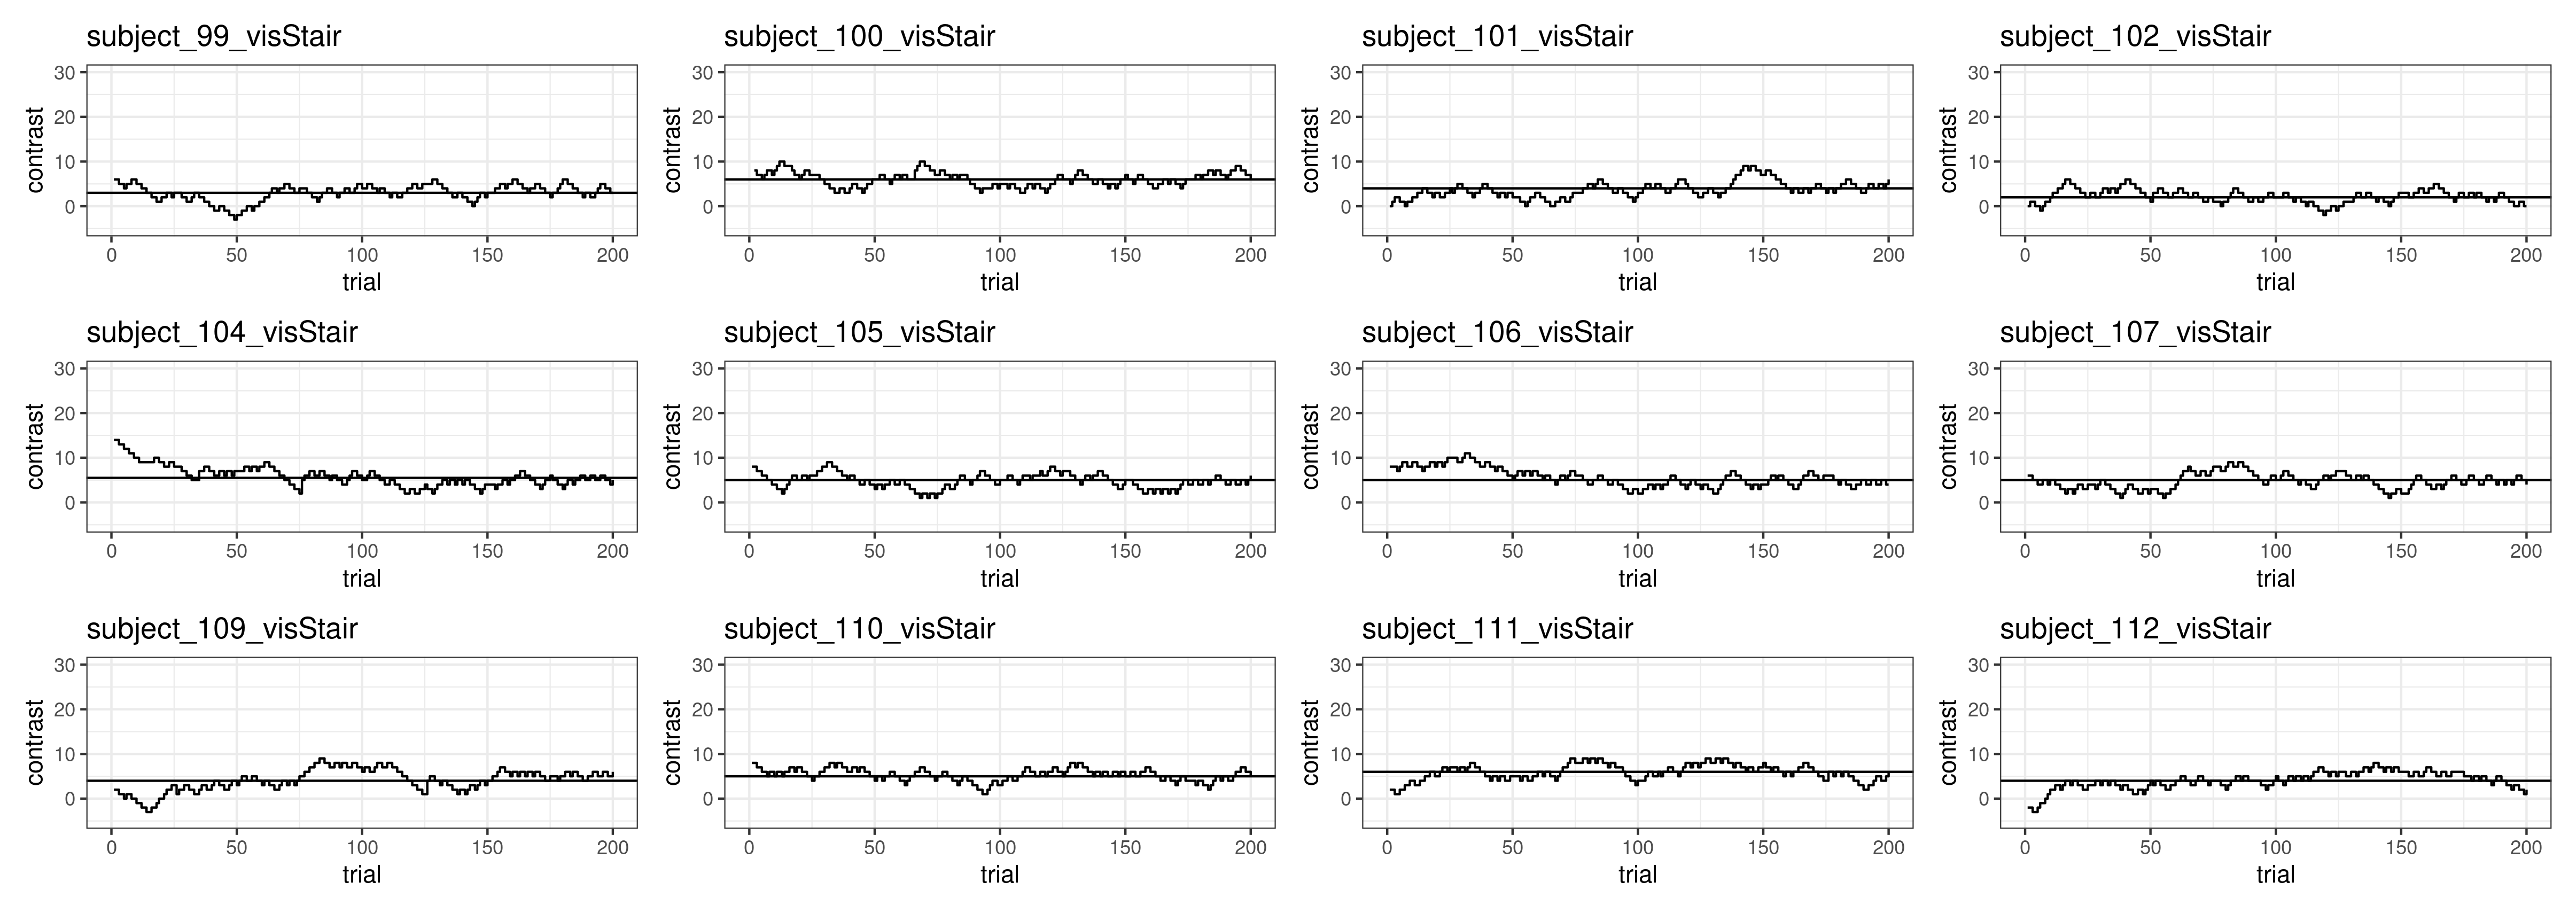 subject_99_visStair
subject_100_visStair
subject_101_visStair
subject_102_visStair
30
20
10
0
contrast
0 50 100 150 200
trial
30
20
10
0
contrast
0 50 100 150 200
trial
30
20
10
0
contrast
0 50 100 150 200
trial
30
20
10
0
contrast
0 50 100 150 200
trial
subject_104_visStair
subject_105_visStair
subject_106_visStair
subject_107_visStair
30
20
10
0
contrast
0 50 100 150 200
trial
30
20
10
0
contrast
0 50 100 150 200
trial
30
20
10
0
contrast
0 50 100 150 200
trial
30
20
10
0
contrast
0 50 100 150 200
trial
subject_109_visStair
subject_110_visStair
subject_111_visStair
subject_112_visStair
30
20
10
0
contrast
0 50 100 150 200
trial
30
20
10
0
contrast
0 50 100 150 200
trial
30
20
10
0
contrast
0 50 100 150 200
trial
30
20
10
0
contrast
0 50 100 150 200
trial